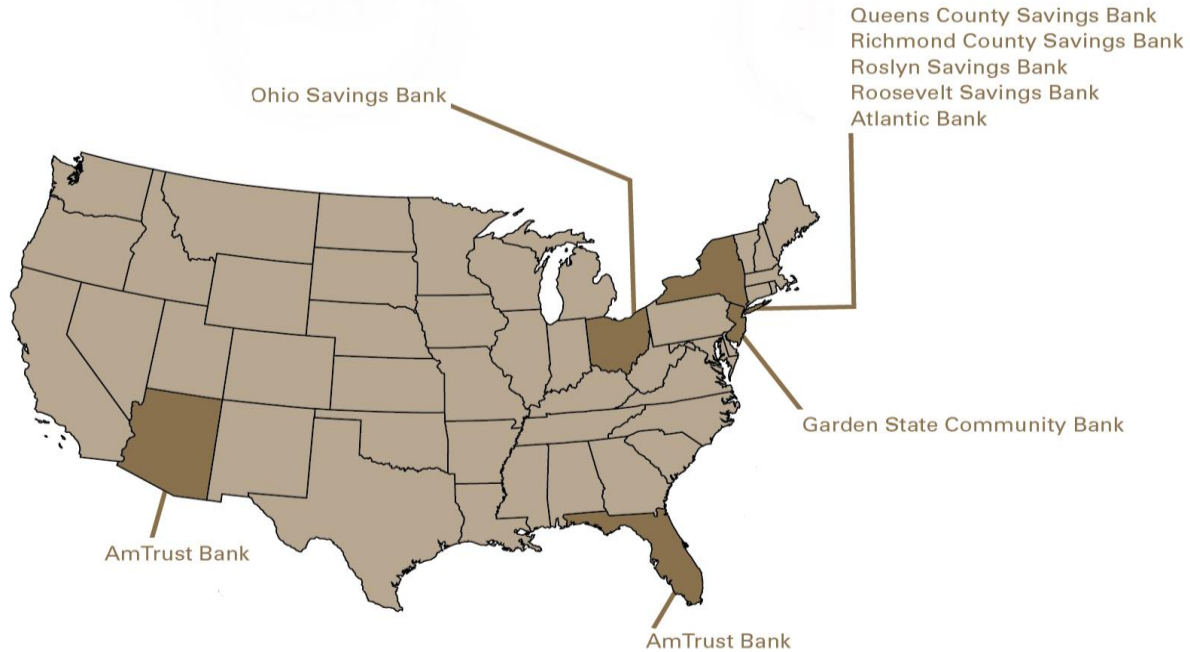 Queens County Savings Bank
Richmond County Savings Bank
Roslyn Savings Bank
Roosevelt Savings Bank
Atlantic Bank
Ohio Savings Bank
Garden State Community Bank
AmTrust Bank
AmTrust Bank